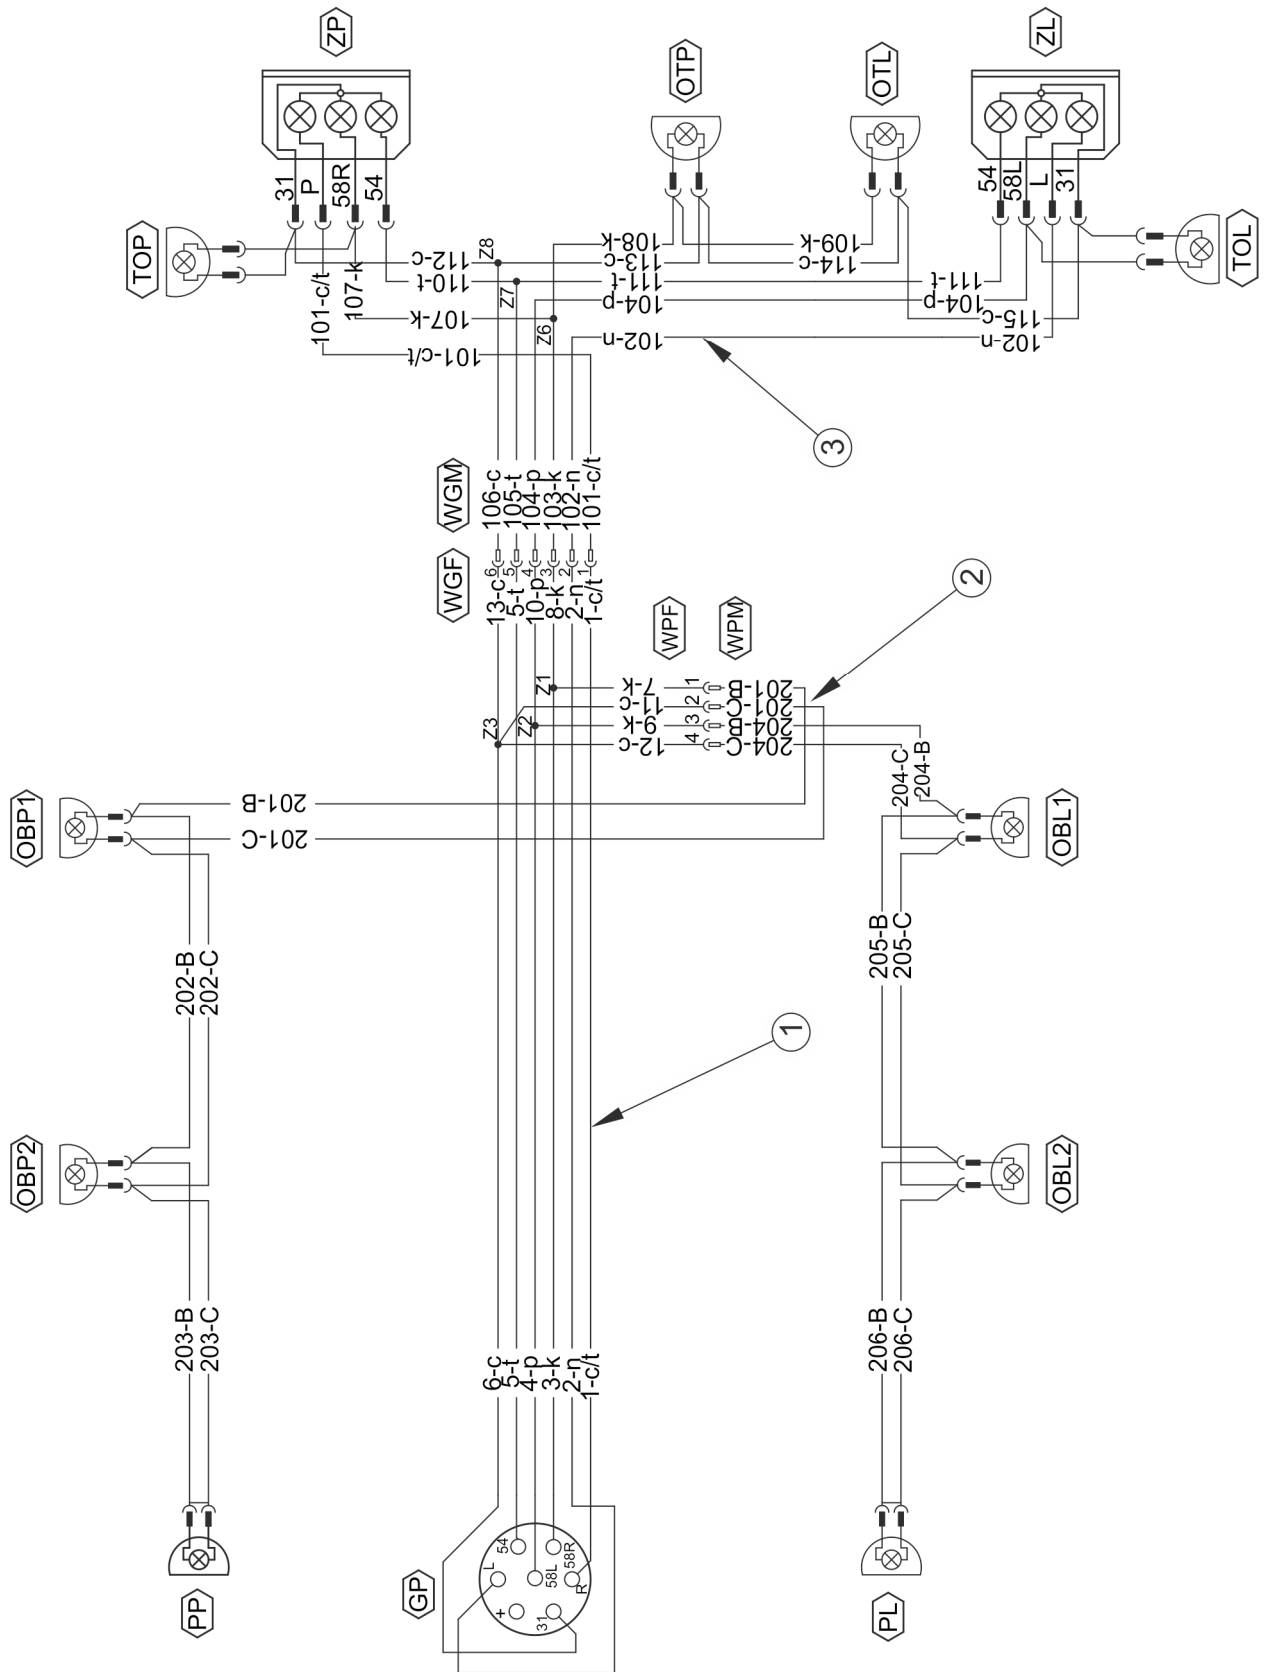 ZP
ZL
OTP
OTL
31
P
58R
54
54
58L
L
31
TOP
TOL
112-c
Z8
108-k
113-c
109-k
114-c
110-t
Z7
111-t
111-t
104-p
104-p
101-c/t
107-k
107-k
Z6
115-c
102-n
102-n
101-c/t
3
WGM
106-c
105-t
104-p
103-k
102-n
101-c/t
WGF
6
5
4
3
2
1
13-c
5-t
10-p
8-k
2-n
1-c/t
2
WPF
WPM
Z1
7-k
1
201-B
11-c
2
201-C
Z3
Z2
9-k
3
204-B
12-c
4
204-C
204-C
204-B
OBP1
201-B
201-C
OBL1
202-B
202-C
205-B
205-C
1
OBP2
OBL2
203-B
203-C
206-B
206-C
6-c
5-t
4-p
3-k
2-n
1-c/t
GP
L
54
58L
58R
R
+
31
PP
PL